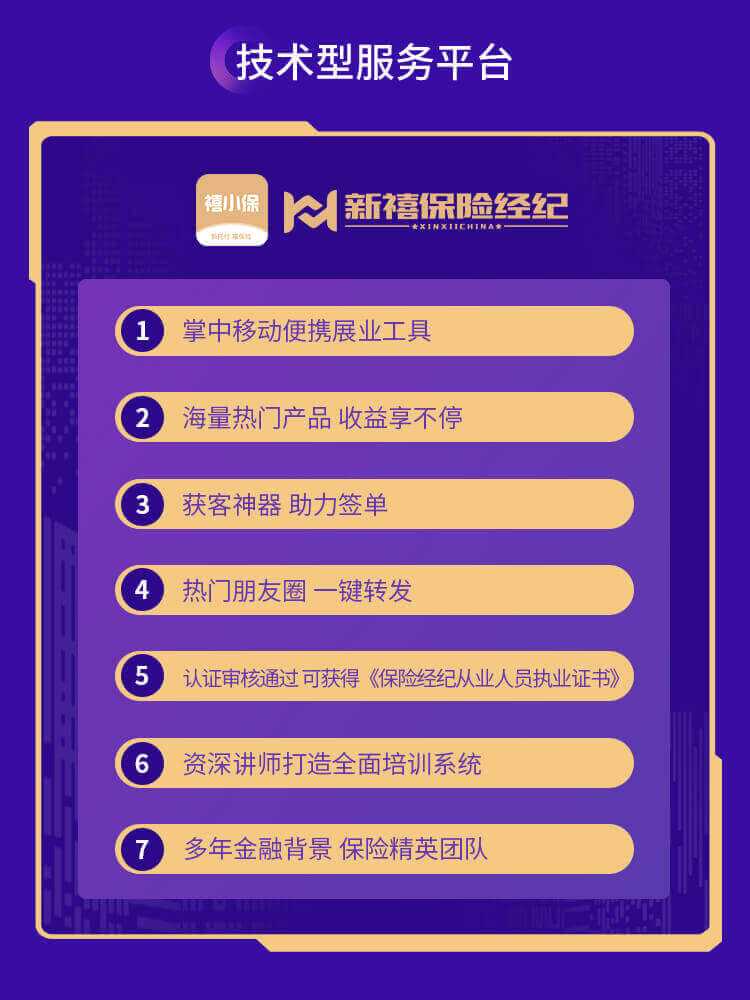 技术型服务平台
禧小保
新禧保险经纪
★XINXIICHINA★
1 掌中移动便携展业工具
2 海量热门产品 收益享不停
3 获客神器 助力签单
4 热门朋友圈 一键转发
5 认证审核通过 可获得《保险经纪从业人员执业证书》
6 资深讲师打造全面培训系统
7 多年金融背景 保险精英团队